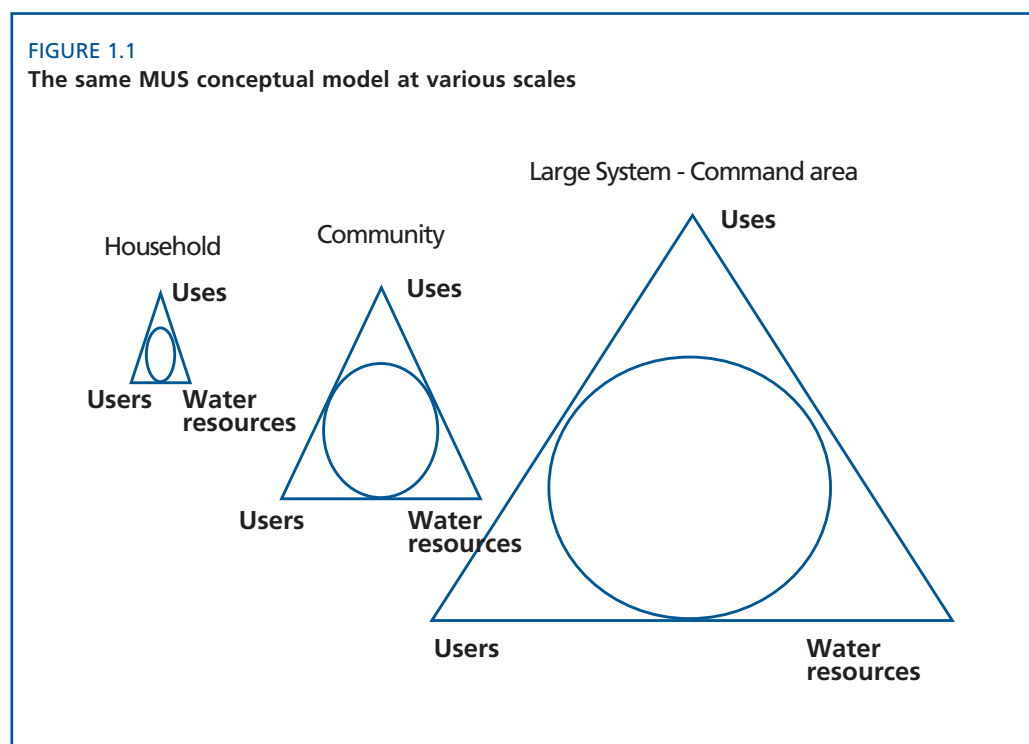 FIGURE 1.1
The same MUS conceptual model at various scales
Household
Uses
Users
Water
resources
Community
Uses
Users
Water
resources
Large System - Command area
Uses
Users
Water
resources